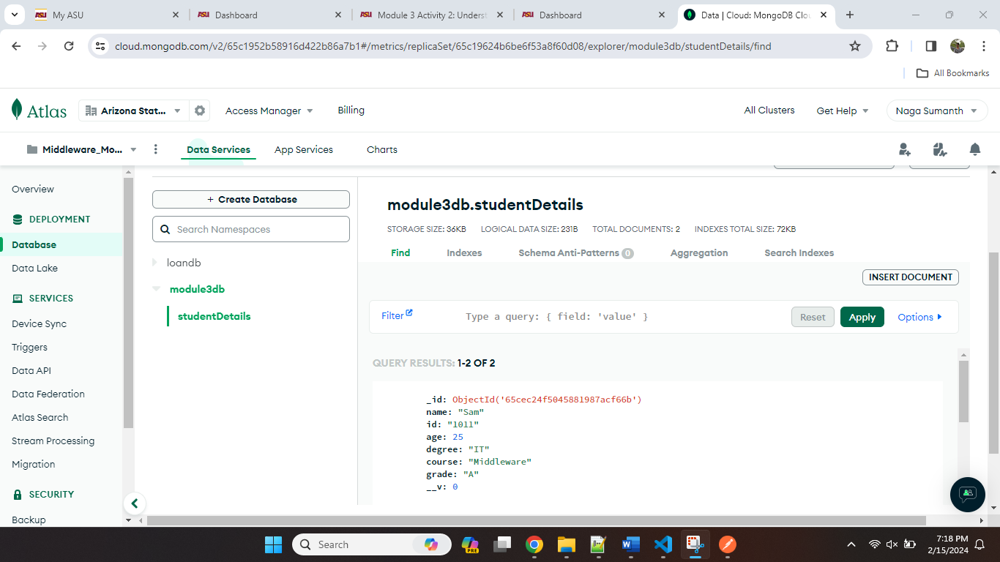 My ASU
ASU Dashboard
ASU Module 3 Activity 2: Underst
ASU Dashboard
Data | Cloud: MongoDB Clou
cloud.mongodb.com/v2/65c1952b58916d422b86a7b1#/metrics/replicaSet/65c19624b6be6f53a8f60d08/explorer/module3db/studentDetails/find
All Bookmarks
Atlas
Arizona Stat...
Access Manager
Billing
All Clusters
Get Help
Naga Sumanth
Middleware_Mo...
Data Services
App Services
Charts
Overview
DEPLOYMENT
Database
Data Lake
SERVICES
Device Sync
Triggers
Data API
Data Federation
Atlas Search
Stream Processing
Migration
SECURITY
Backup
+ Create Database
Search Namespaces
loandb
module3db
studentDetails
module3db.studentDetails
STORAGE SIZE: 36KB LOGICAL DATA SIZE: 231B TOTAL DOCUMENTS: 2 INDEXES TOTAL SIZE: 72KB
Find Indexes Schema Anti-Patterns 0 Aggregation Search Indexes
INSERT DOCUMENT
Filter Type a query: { field: 'value' } Reset Apply Options
QUERY RESULTS: 1-2 OF 2
_id: ObjectId('65cec24f5045881987acf66b')
name: "Sam"
id: "1011"
age: 25
degree: "IT"
course: "Middleware"
grade: "A"
__v: 0
Search
PRE
7:18 PM
2/15/2024